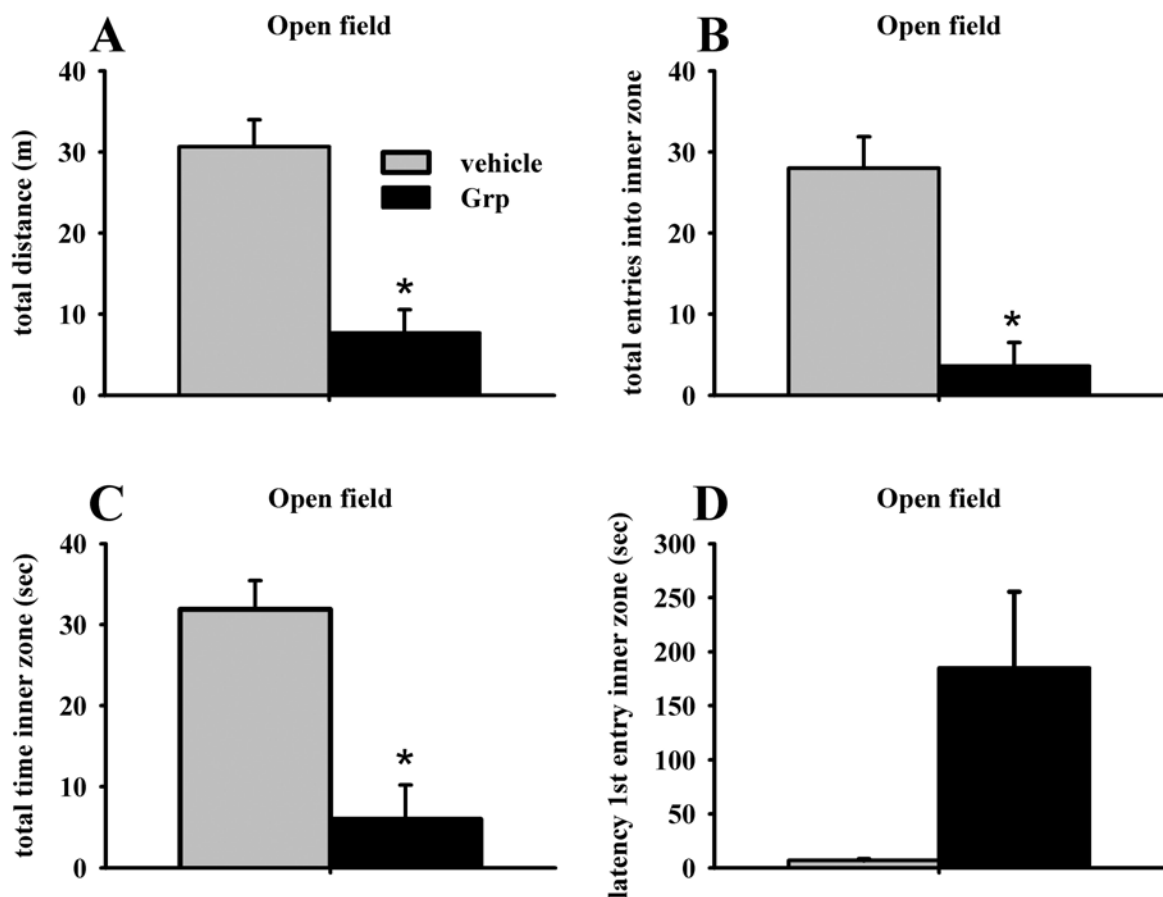 A
Open field
total distance (m)
40
30
20
10
0
vehicle
Grp
*
B
Open field
total entries into inner zone
40
30
20
10
0
*
C
Open field
total time inner zone (sec)
40
30
20
10
0
*
D
Open field
latency 1st entry inner zone (sec)
300
250
200
150
100
50
0